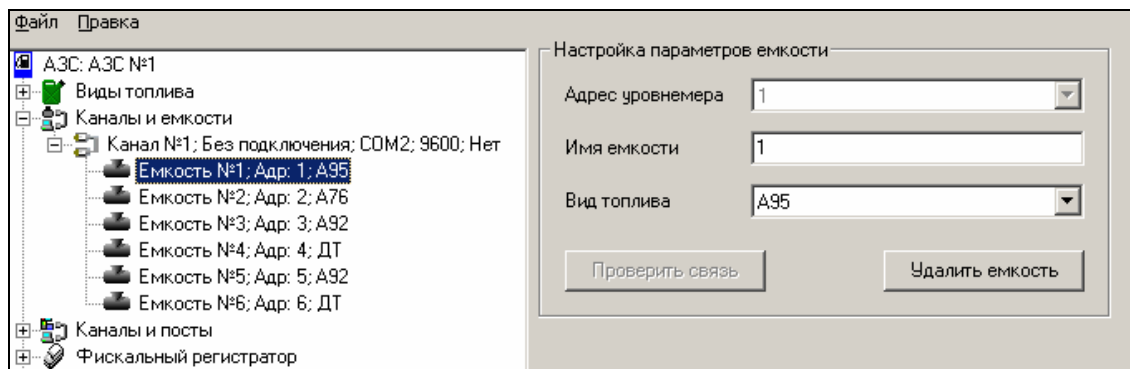 Файл Правка
АЗС: АЗС №1
Виды топлива
Каналы и емкости
Канал №1; Без подключения; COM2; 9600; Нет
Емкость №1; Адр: 1; А95
Емкость №2; Адр: 2; А76
Емкость №3; Адр: 3; А92
Емкость №4; Адр: 4; ДТ
Емкость №5; Адр: 5; А92
Емкость №6; Адр: 6; ДТ
Каналы и посты
Фискальный регистратор
Настройка параметров емкости
Адрес уровнемера 1
Имя емкости 1
Вид топлива А95
Проверить связь Удалить емкость